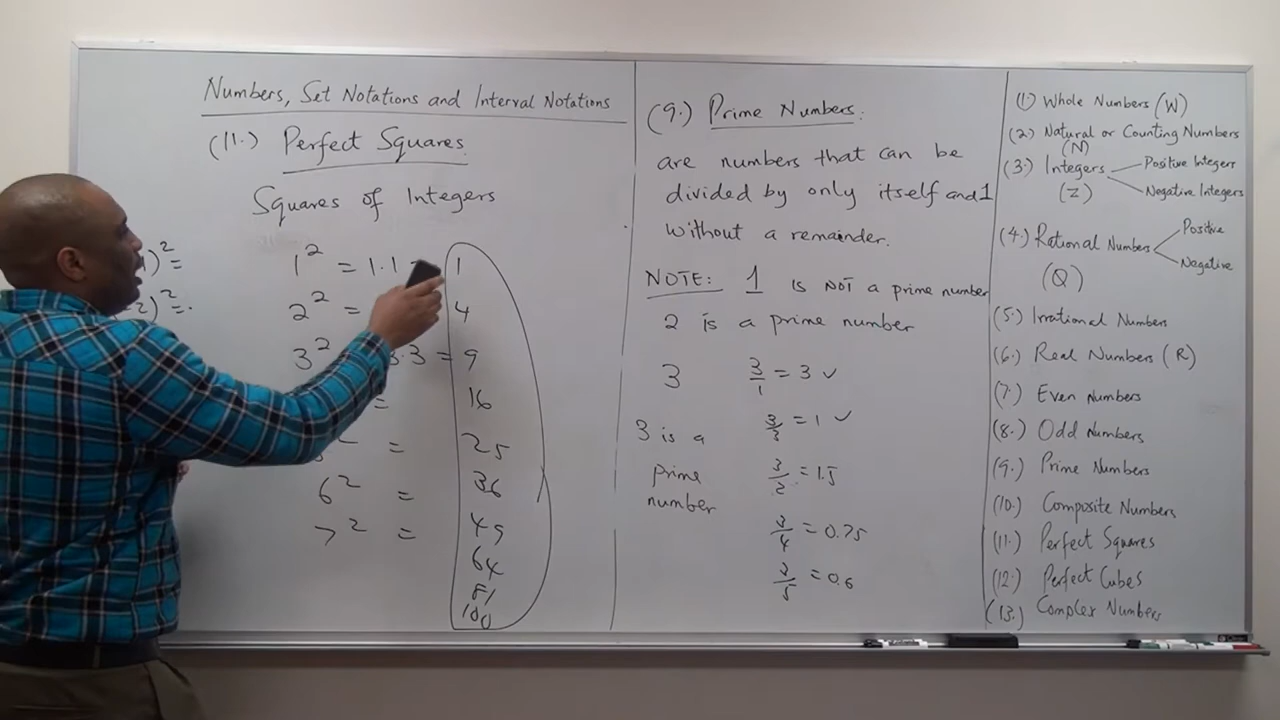 Numbers, Set Notations and Interval Notations
(11.) Perfect Squares
Squares of Integers
)² =
2)² =
1² = 1.1 = 1
2² = 4
3² 3.3 = 9
= 16
= 25
6² = 36
7² = 49
64
81
100
(9.) Prime Numbers:
are numbers that can be
divided by only itself and 1
without a remainder.
NOTE: 1 is NOT a prime number
2 is a prime number
3 3/1 = 3 ✓
3/3 = 1 ✓
3 is a
prime
number
3/2 = 1.5
3/4 = 0.75
3/5 = 0.6
(1) Whole Numbers (W)
(2) Natural or Counting Numbers
(N)
(3) Integers
Positive Integers
Negative Integers
(Z)
(4) Rational Numbers
Positive
Negative
(Q)
(5) Irrational Numbers
(6) Real Numbers (R)
(7) Even Numbers
(8.) Odd Numbers
(9) Prime Numbers
(10.) Composite Numbers
(11.) Perfect Squares
(12.) Perfect Cubes
(13.) Complex Numbers